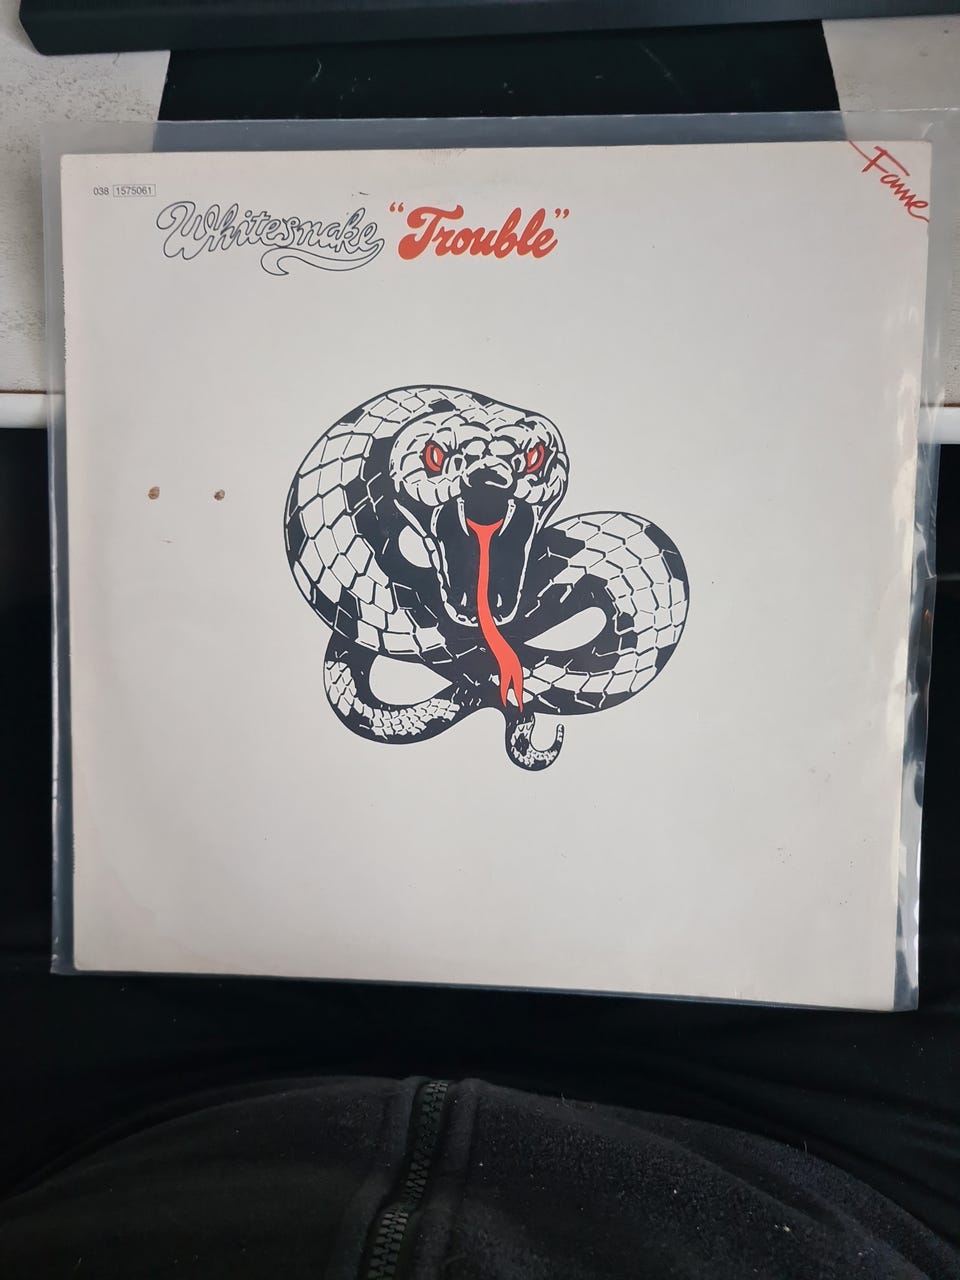 038 1575061
Whitesnake “Trouble”
Fame